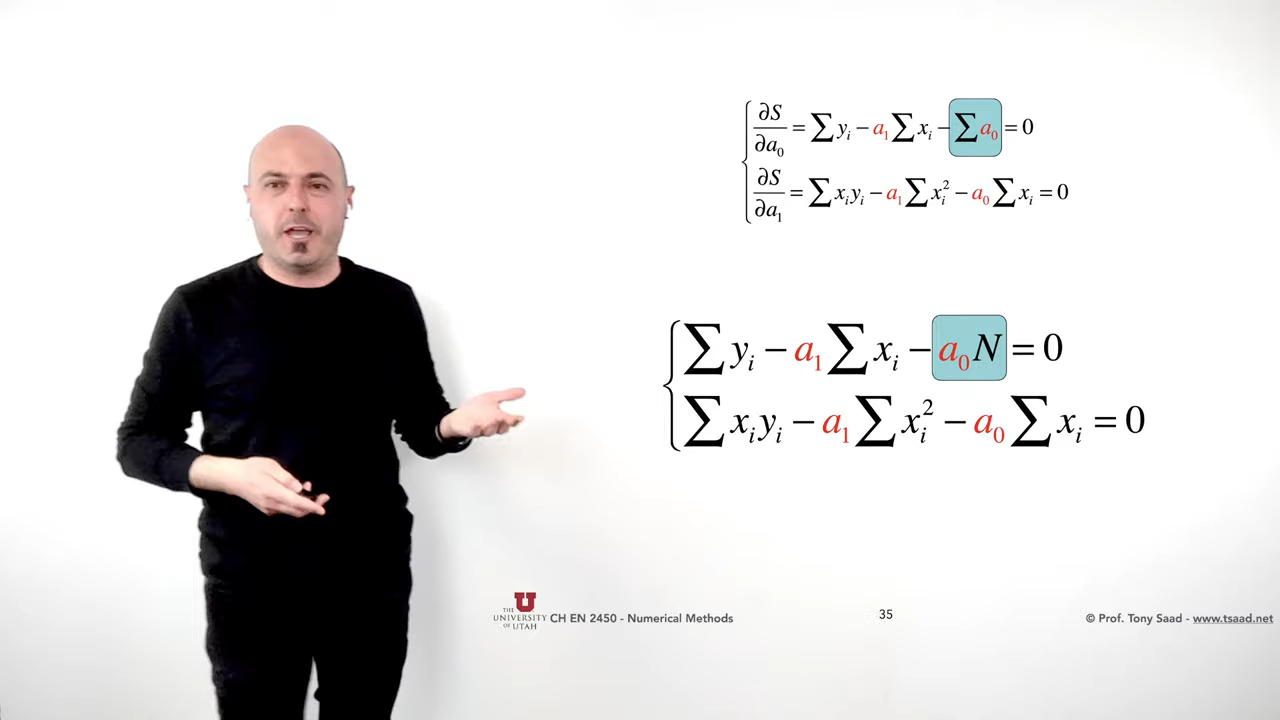 ∂S/∂a₀ = ∑ yᵢ − a₁ ∑ xᵢ − ∑ a₀ = 0
∂S/∂a₁ = ∑ xᵢyᵢ − a₁ ∑ xᵢ² − a₀ ∑ xᵢ = 0
∑ yᵢ − a₁ ∑ xᵢ − a₀N = 0
∑ xᵢyᵢ − a₁ ∑ xᵢ² − a₀ ∑ xᵢ = 0
THE
UNIVERSITY
OF UTAH
CH EN 2450 - Numerical Methods
35
© Prof. Tony Saad - www.tsaad.net